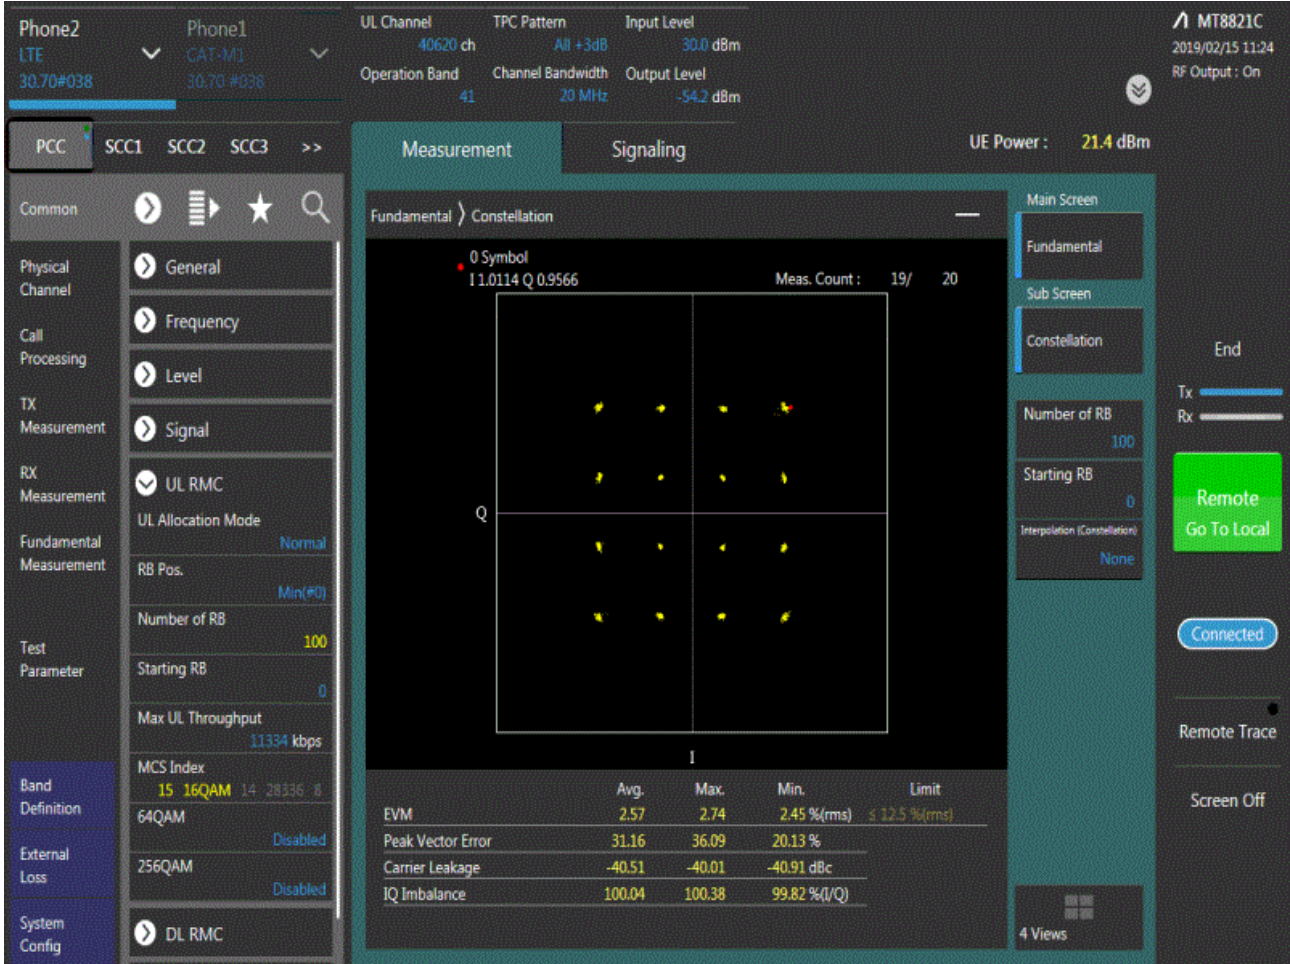 Phone2
LTE
30.70#038
Phone1
CAT-M1
30.70 #038
UL Channel
40620 ch
TPC Pattern
All +3dB
Input Level
30.0 dBm
Operation Band
41
Channel Bandwidth
20 MHz
Output Level
-54.2 dBm
MT8821C
2019/02/15 11:24
RF Output : On
PCC SCC1 SCC2 SCC3 >>
Measurement Signaling
UE Power : 21.4 dBm
Common
Physical
Channel
Call
Processing
TX
Measurement
RX
Measurement
Fundamental
Measurement
Test
Parameter
Band
Definition
External
Loss
System
Config
General
Frequency
Level
Signal
UL RMC
UL Allocation Mode
Normal
RB Pos.
Min(#0)
Number of RB
100
Starting RB
0
Max UL Throughput
11334 kbps
MCS Index
15 16QAM 14 28336 8
64QAM
Disabled
256QAM
Disabled
DL RMC
Fundamental Constellation
0 Symbol
I 1.0114 Q 0.9566
Meas. Count : 19/ 20
Q
I
Avg. Max. Min. Limit
EVM 2.57 2.74 2.45 %(rms) ≤ 12.5 %(rms)
Peak Vector Error 31.16 36.09 20.13 %
Carrier Leakage -40.51 -40.01 -40.91 dBc
IQ Imbalance 100.04 100.38 99.82 %(I/Q)
Main Screen
Fundamental
Sub Screen
Constellation
Number of RB
100
Starting RB
0
Interpolation (Constellation)
None
4 Views
End
Tx
Rx
Remote
Go To Local
Connected
Remote Trace
Screen Off